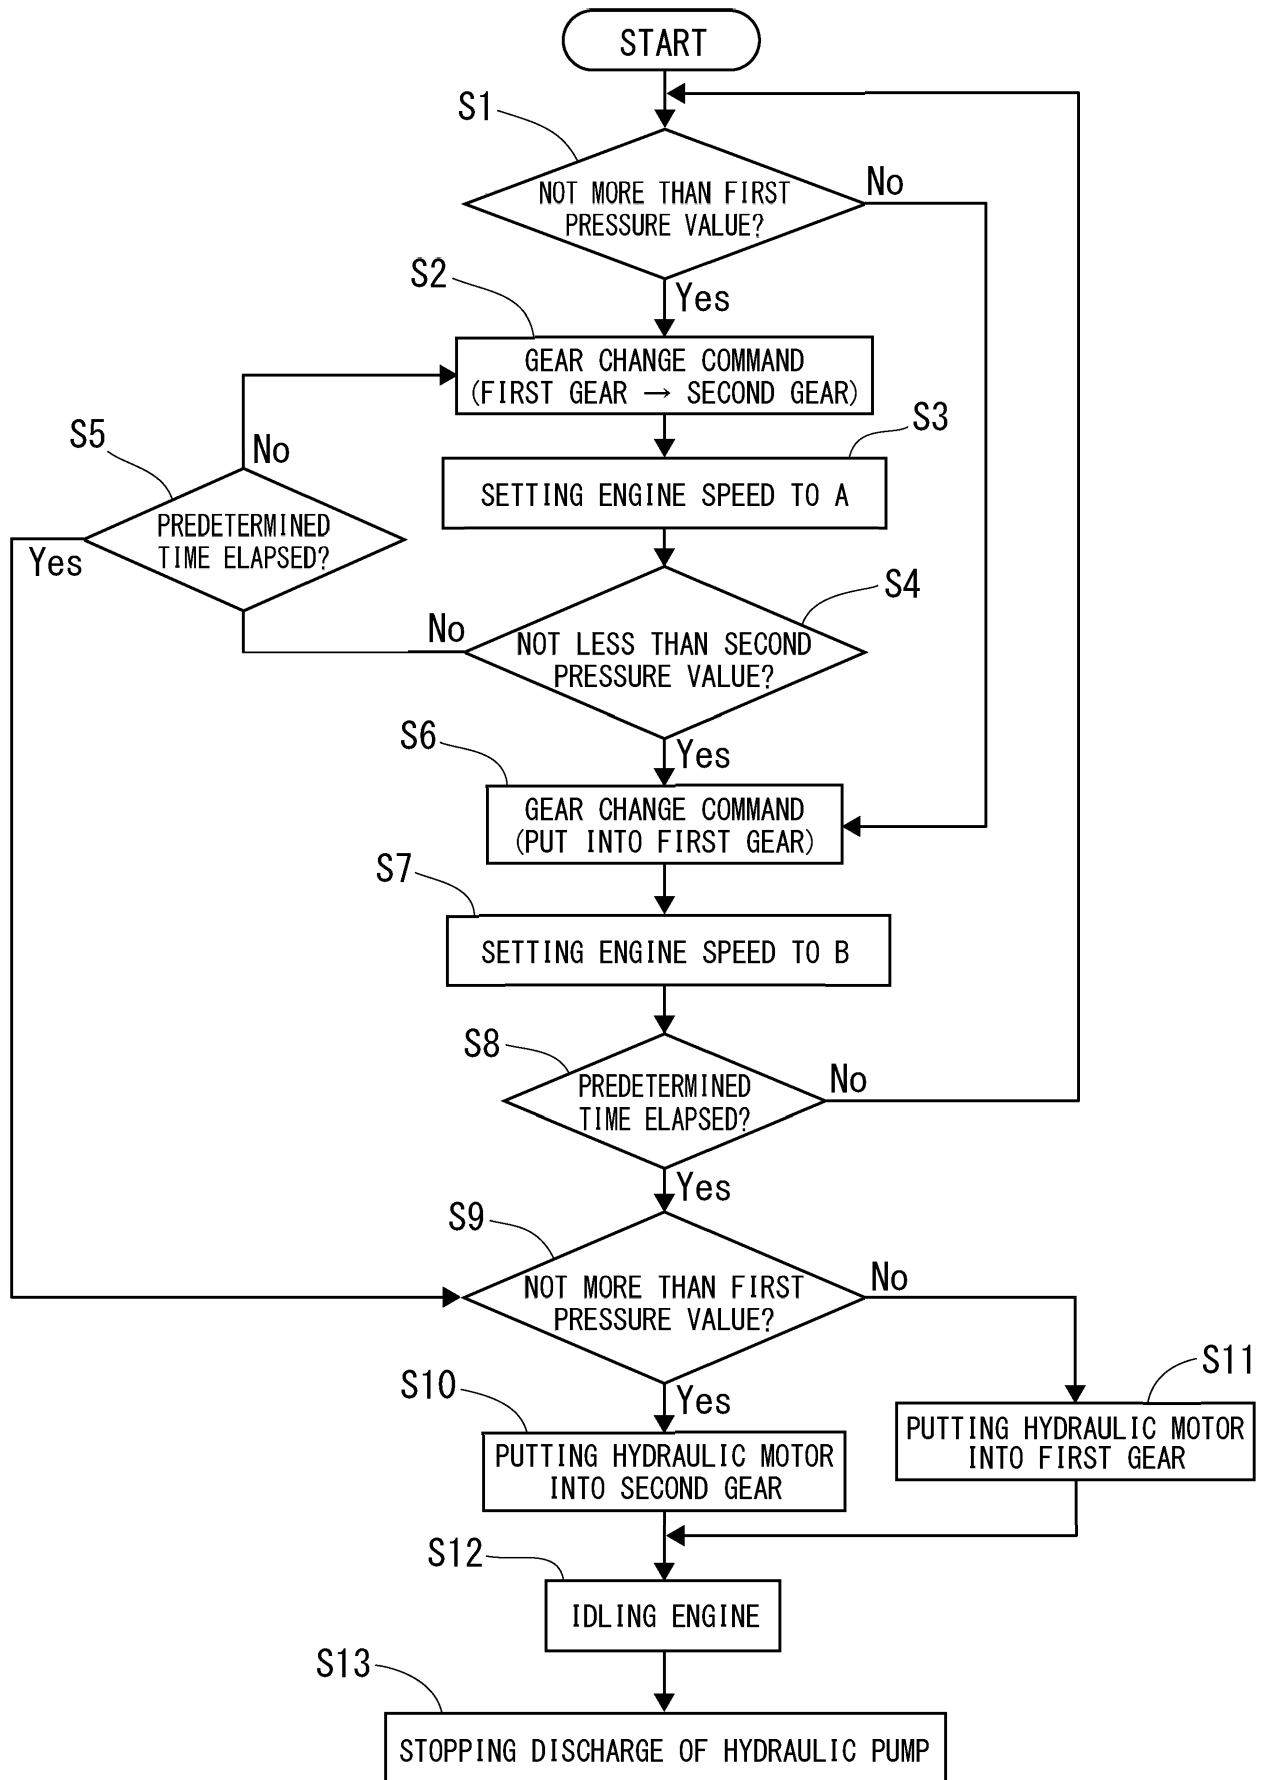 START
S1
NOT MORE THAN FIRST
PRESSURE VALUE?
No
Yes
S2
GEAR CHANGE COMMAND
(FIRST GEAR → SECOND GEAR)
S3
SETTING ENGINE SPEED TO A
S5
No
PREDETERMINED
TIME ELAPSED?
Yes
S4
No
NOT LESS THAN SECOND
PRESSURE VALUE?
Yes
S6
GEAR CHANGE COMMAND
(PUT INTO FIRST GEAR)
S7
SETTING ENGINE SPEED TO B
S8
PREDETERMINED
TIME ELAPSED?
No
Yes
S9
NOT MORE THAN FIRST
PRESSURE VALUE?
No
Yes
S10
PUTTING HYDRAULIC MOTOR
INTO SECOND GEAR
S11
PUTTING HYDRAULIC MOTOR
INTO FIRST GEAR
S12
IDLING ENGINE
S13
STOPPING DISCHARGE OF HYDRAULIC PUMP